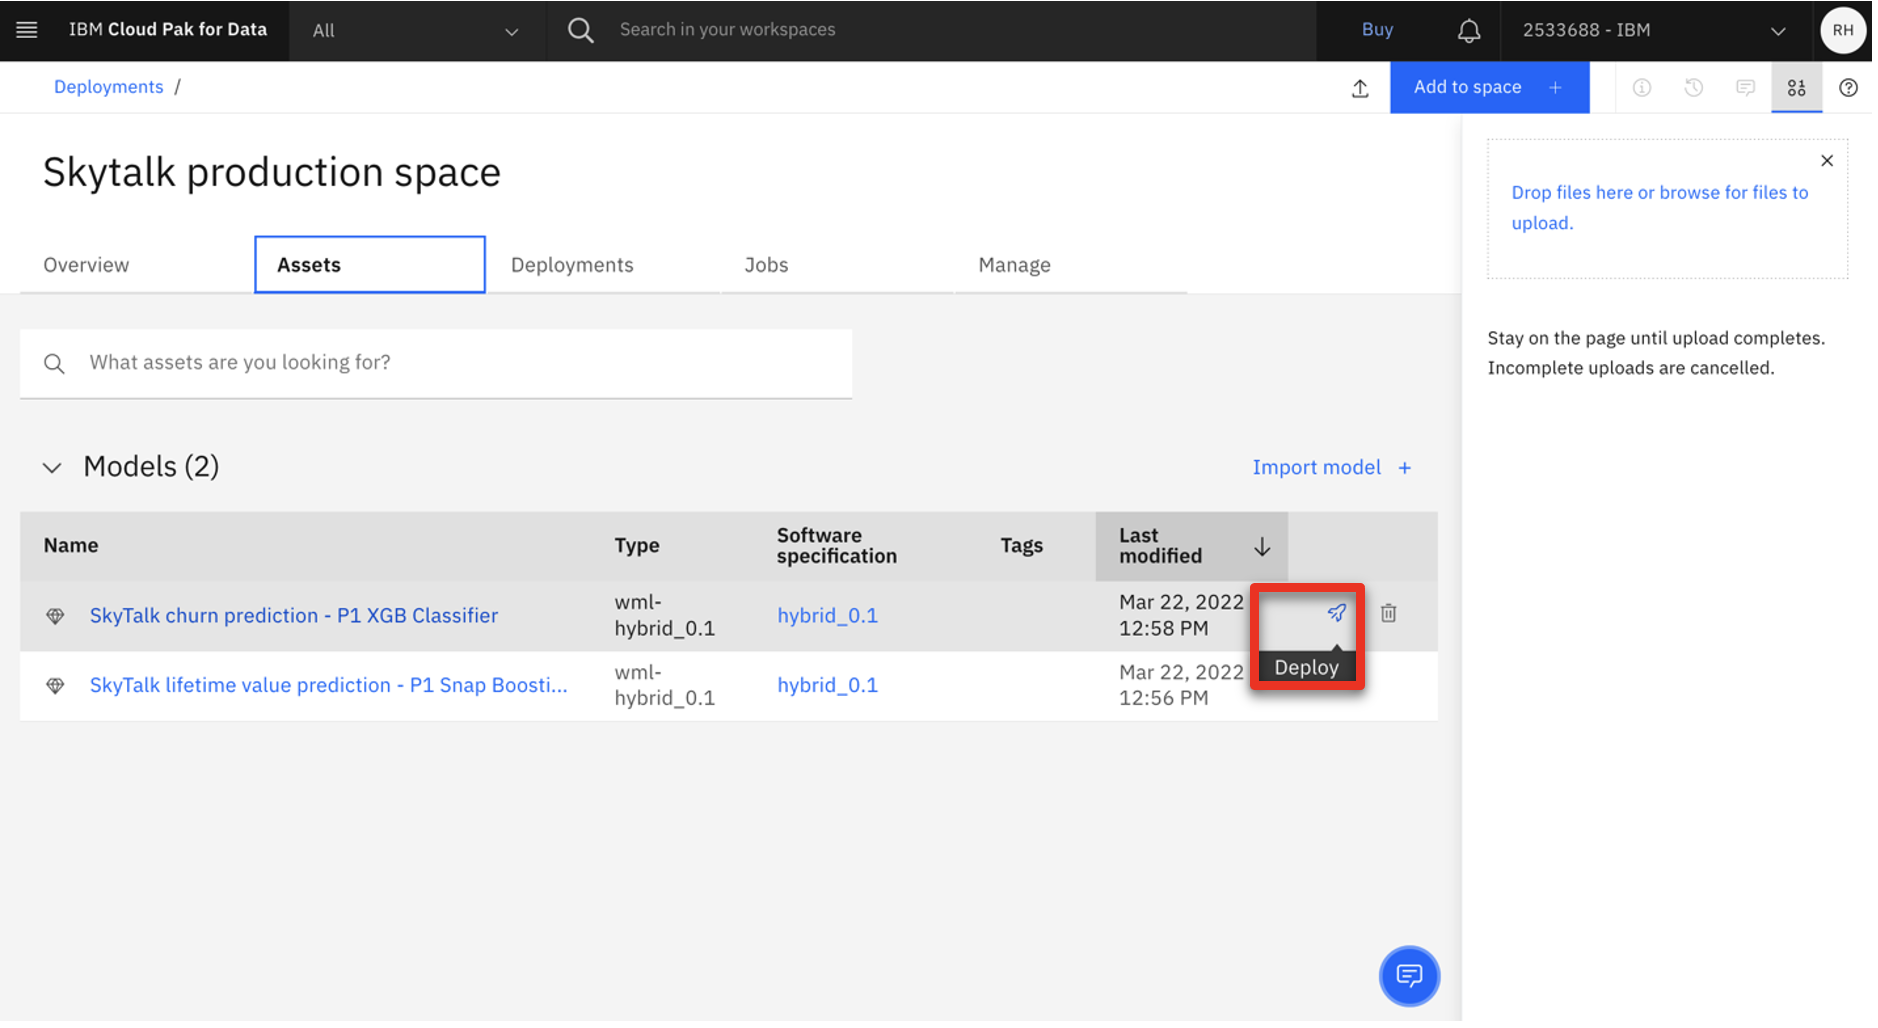 IBM Cloud Pak for Data
All
Search in your workspaces
Buy
2533688 - IBM
RH
Deployments /
Add to space +
Skytalk production space
Drop files here or browse for files to
upload.
Overview
Assets
Deployments
Jobs
Manage
Stay on the page until upload completes.
Incomplete uploads are cancelled.
What assets are you looking for?
Models (2)
Import model +
Name
Type
Software
specification
Tags
Last
modified
SkyTalk churn prediction - P1 XGB Classifier
wml-
hybrid_0.1
hybrid_0.1
Mar 22, 2022
12:58 PM
Deploy
SkyTalk lifetime value prediction - P1 Snap Boosti...
wml-
hybrid_0.1
hybrid_0.1
Mar 22, 2022
12:56 PM